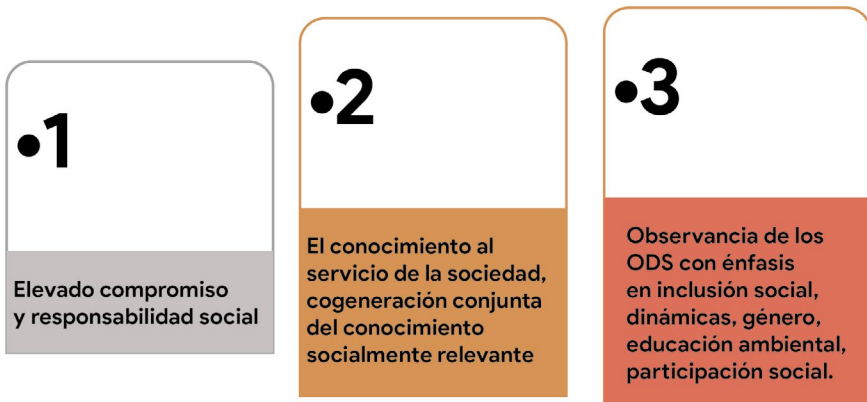 •1
Elevado compromiso
y responsabilidad social
•2
El conocimiento al
servicio de la sociedad,
cogeneración conjunta
del conocimiento
socialmente relevante
•3
Observancia de los
ODS con énfasis
en inclusión social,
dinámicas, género,
educación ambiental,
participación social.